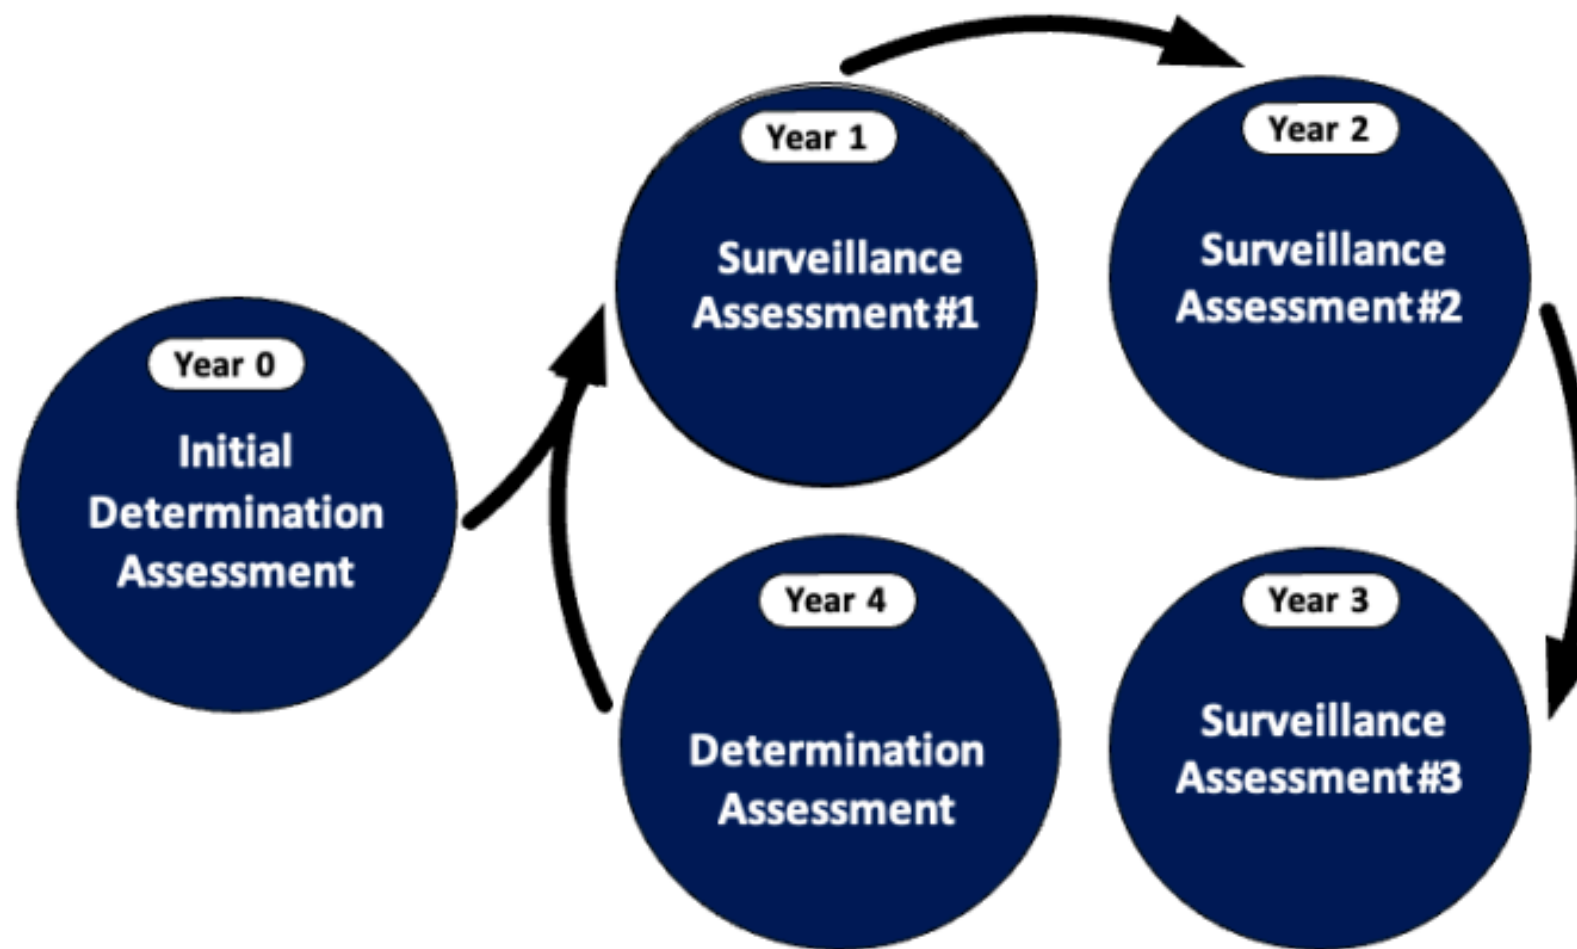 Year 0
Initial
Determination
Assessment
Year 1
Surveillance
Assessment #1
Year 2
Surveillance
Assessment #2
Year 3
Surveillance
Assessment #3
Year 4
Determination
Assessment